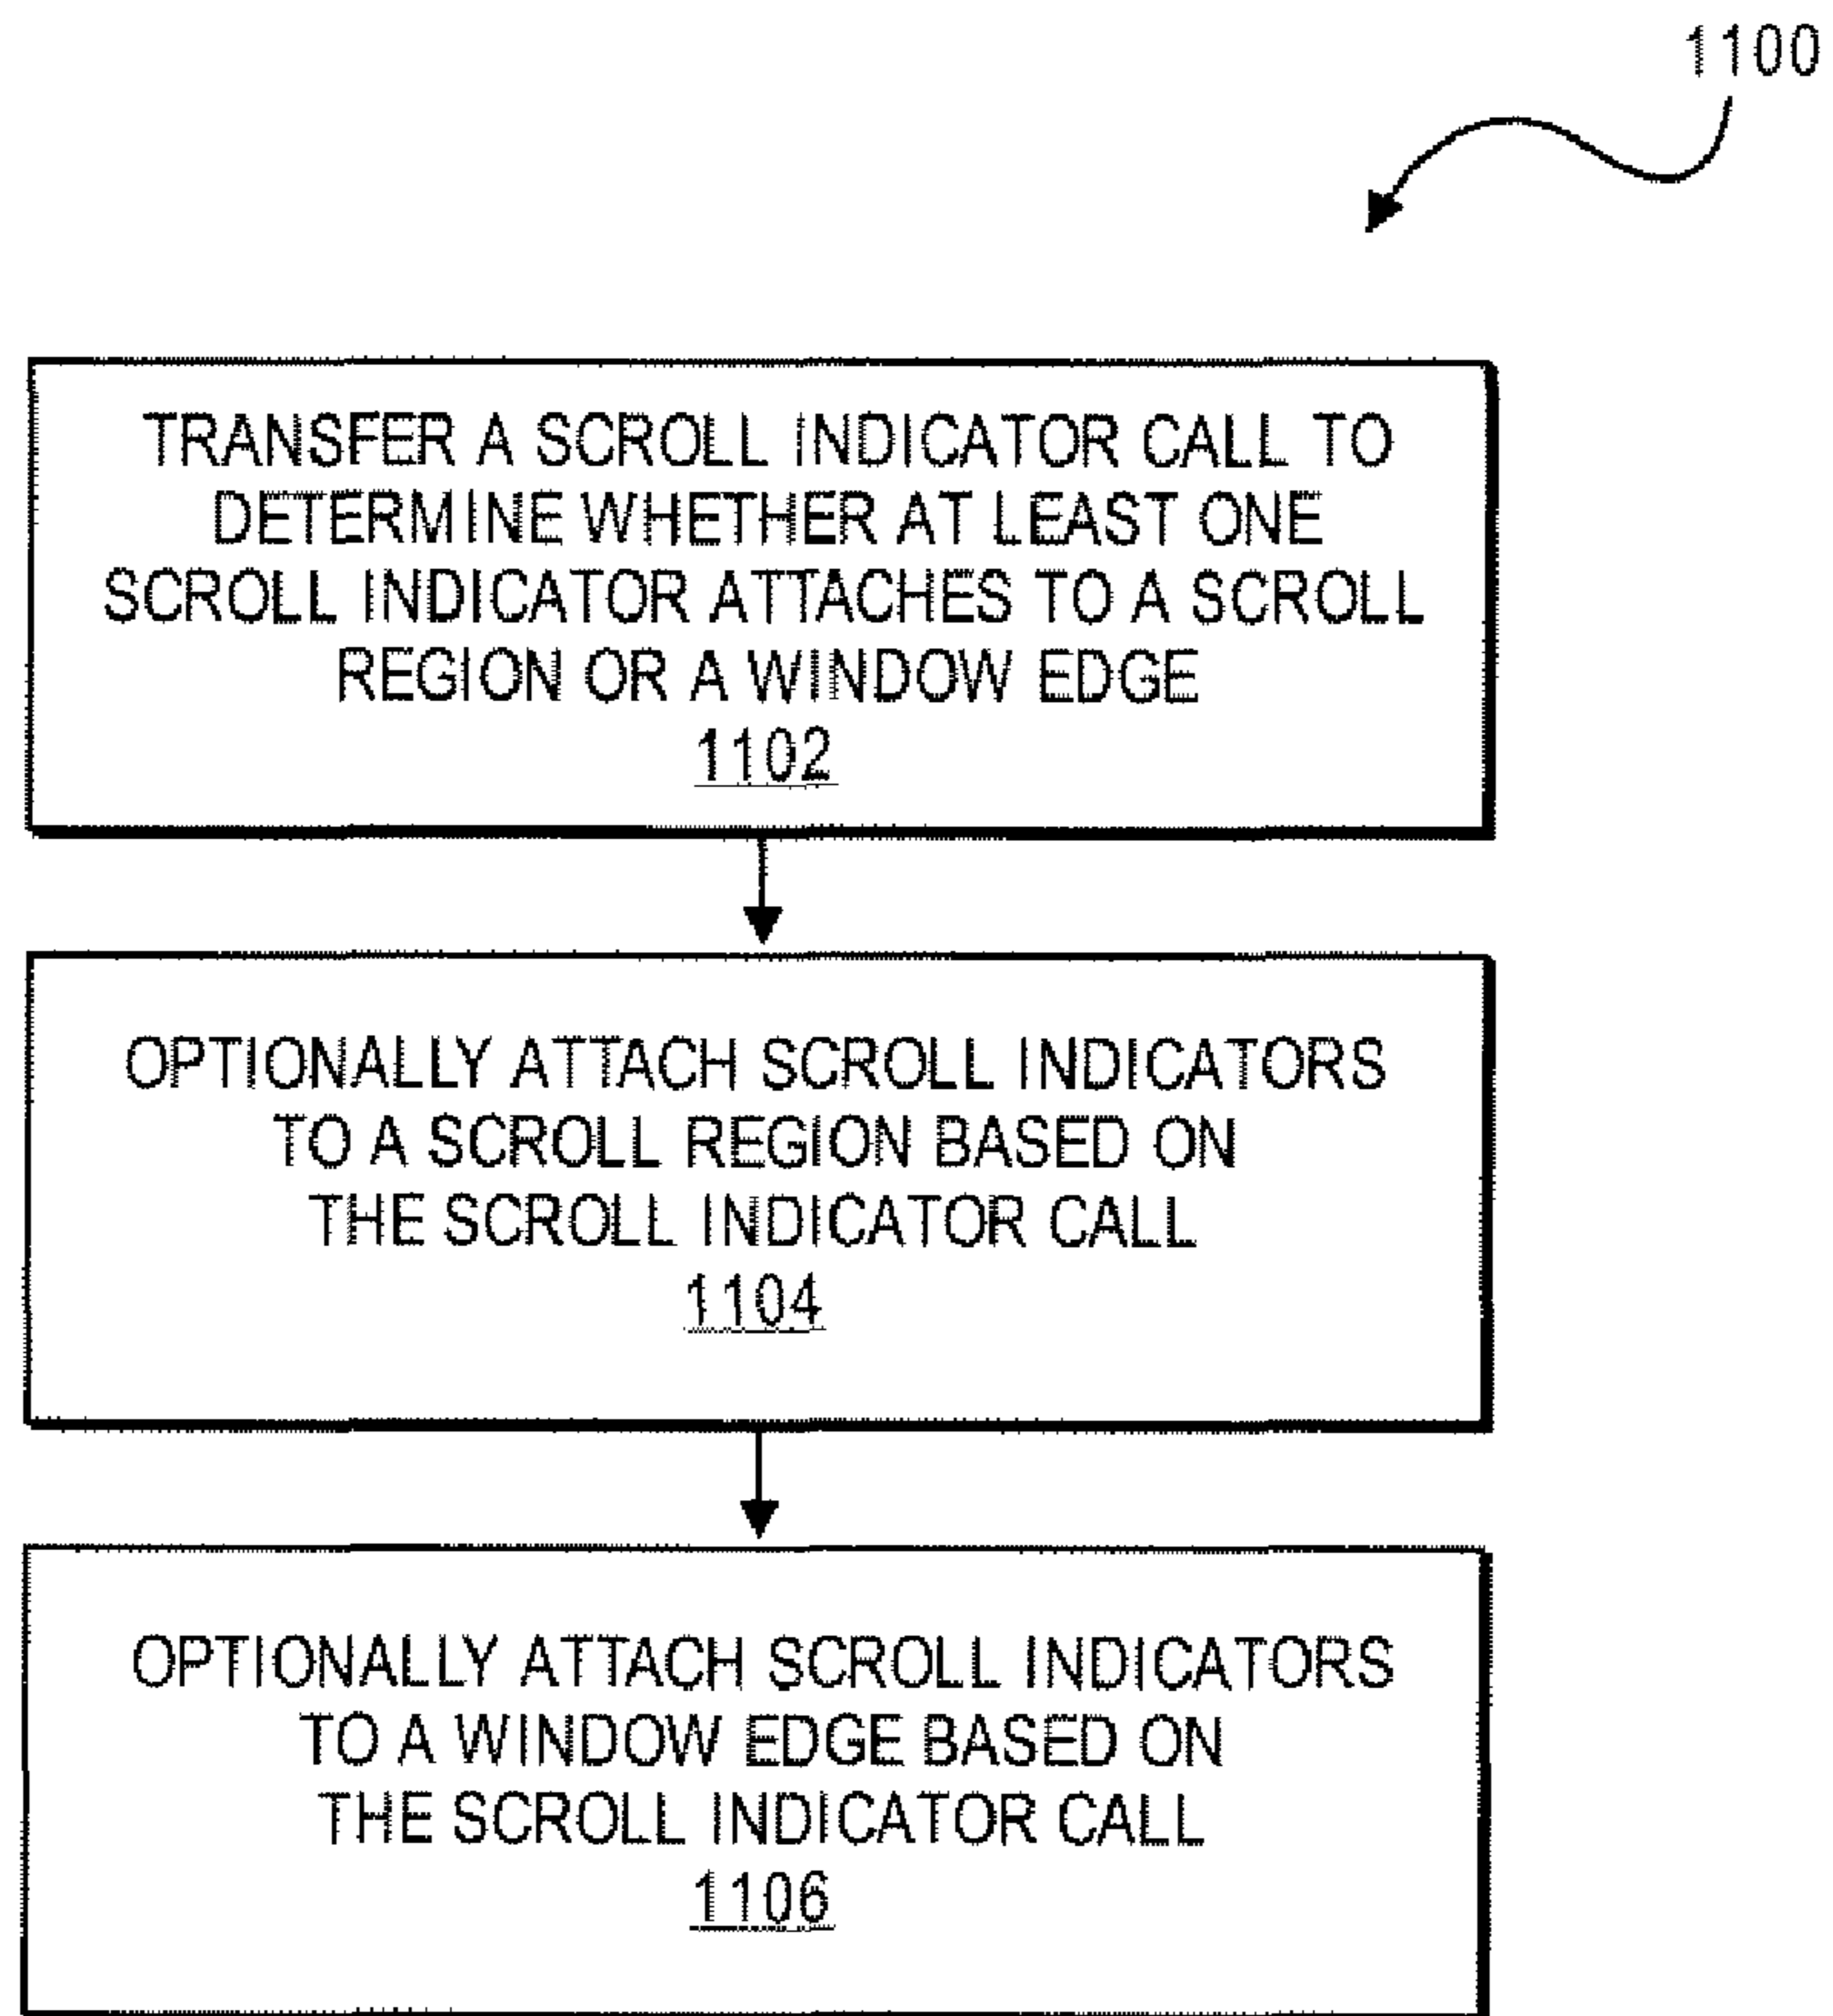 1100
TRANSFER A SCROLL INDICATOR CALL TO
DETERMINE WHETHER AT LEAST ONE
SCROLL INDICATOR ATTACHES TO A SCROLL
REGION OR A WINDOW EDGE
1102
OPTIONALLY ATTACH SCROLL INDICATORS
TO A SCROLL REGION BASED ON
THE SCROLL INDICATOR CALL
1104
OPTIONALLY ATTACH SCROLL INDICATORS
TO A WINDOW EDGE BASED ON
THE SCROLL INDICATOR CALL
1106